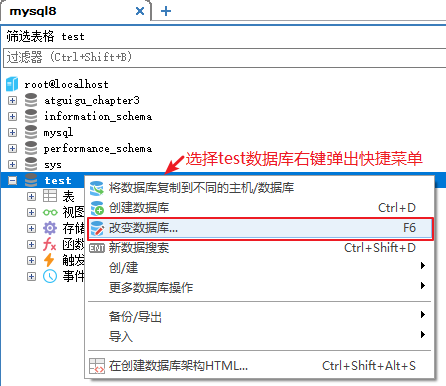 mysql8
筛选表格 test
过滤器 (Ctrl+Shift+B)
root@localhost
atguigu_chapter3
information_schema
mysql
performance_schema
sys
选择test数据库右键弹出快捷菜单
test
表
视图
存储
函数
触发
事件
将数据库复制到不同的主机/数据库
创建数据库 Ctrl+D
改变数据库... F6
新数据搜索 Ctrl+Shift+D
创/建
更多数据库操作
备份/导出
导入
在创建数据库架构HTML... Ctrl+Shift+Alt+S